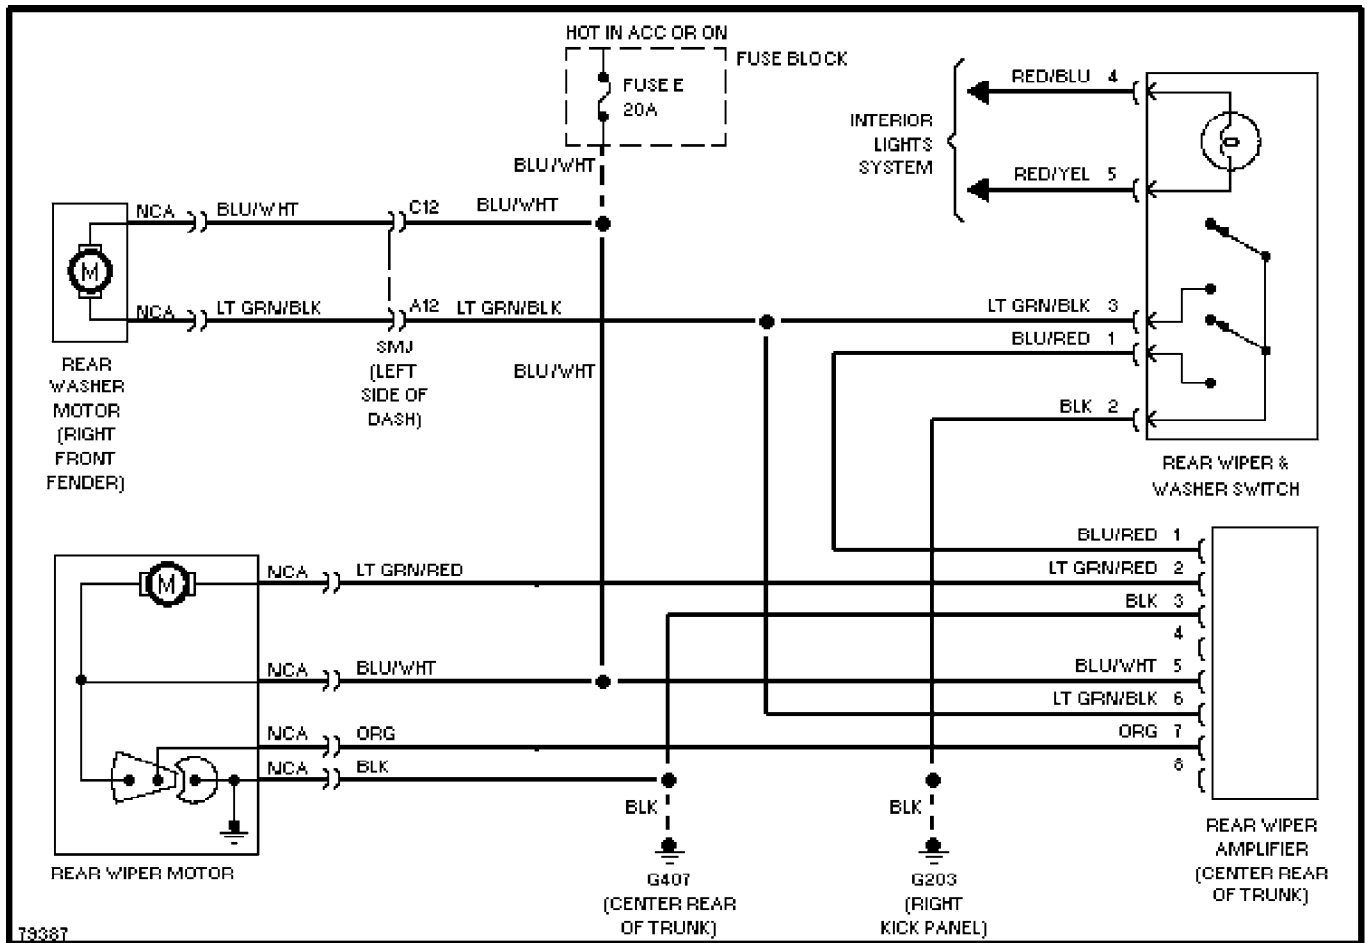 HOT IN ACC OR ON
FUSE BLOCK
FUSE E
20A
BLU/WHT
INTERIOR
LIGHTS
SYSTEM
RED/BLU 4
RED/YEL 5
NCA BLU/WHT C12 BLU/WHT
NCA LT GRN/BLK A12 LT GRN/BLK
LT GRN/BLK 3
BLU/RED 1
BLK 2
M
REAR
WASHER
MOTOR
(RIGHT
FRONT
FENDER)
SMJ
(LEFT
SIDE OF
DASH)
BLU/WHT
REAR WIPER &
WASHER SWITCH
M
NCA LT GRN/RED
NCA BLU/WHT
NCA ORG
NCA BLK
REAR WIPER MOTOR
BLU/RED 1
LT GRN/RED 2
BLK 3
4
BLU/WHT 5
LT GRN/BLK 6
ORG 7
8
BLK
G407
(CENTER REAR
OF TRUNK)
BLK
G203
(RIGHT
KICK PANEL)
REAR WIPER
AMPLIFIER
(CENTER REAR
OF TRUNK)
79387